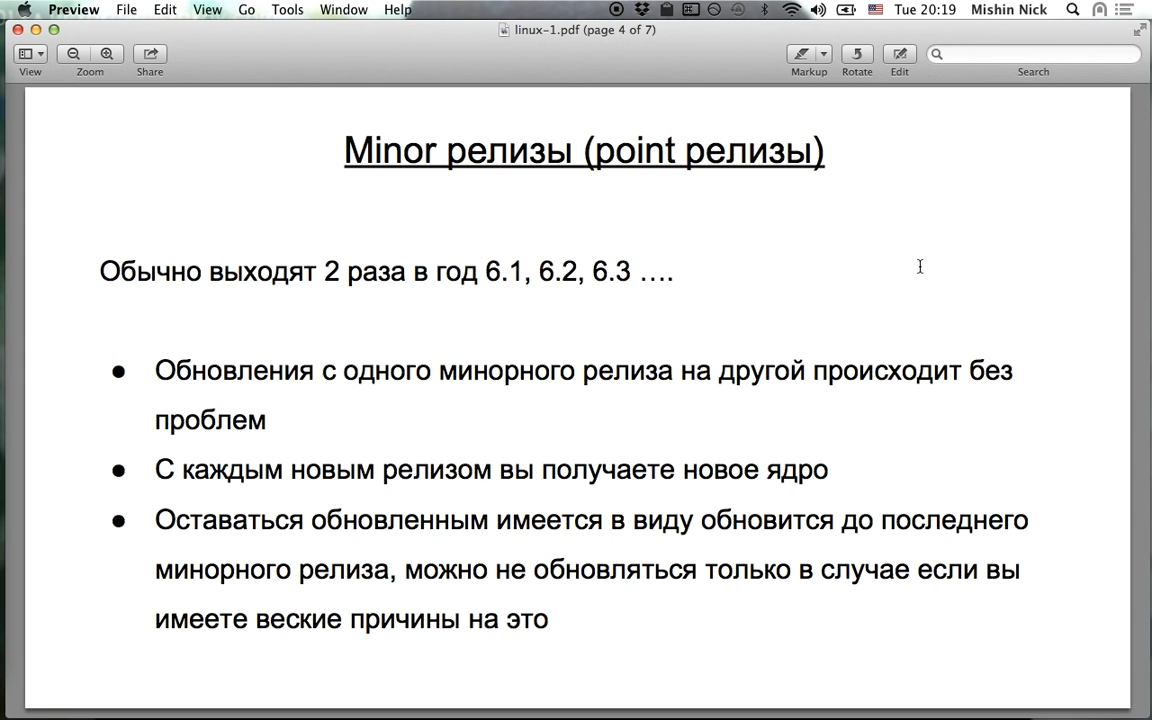 Preview File Edit View Go Tools Window Help Tue 20:19 Mishin Nick
linux-1.pdf (page 4 of 7)
View Zoom Share Markup Rotate Edit Search
Minor релизы (point релизы)
Обычно выходят 2 раза в год 6.1, 6.2, 6.3 ....
● Обновления с одного минорного релиза на другой происходит без
проблем
● С каждым новым релизом вы получаете новое ядро
● Оставаться обновленным имеется в виду обновится до последнего
минорного релиза, можно не обновляться только в случае если вы
имеете веские причины на это